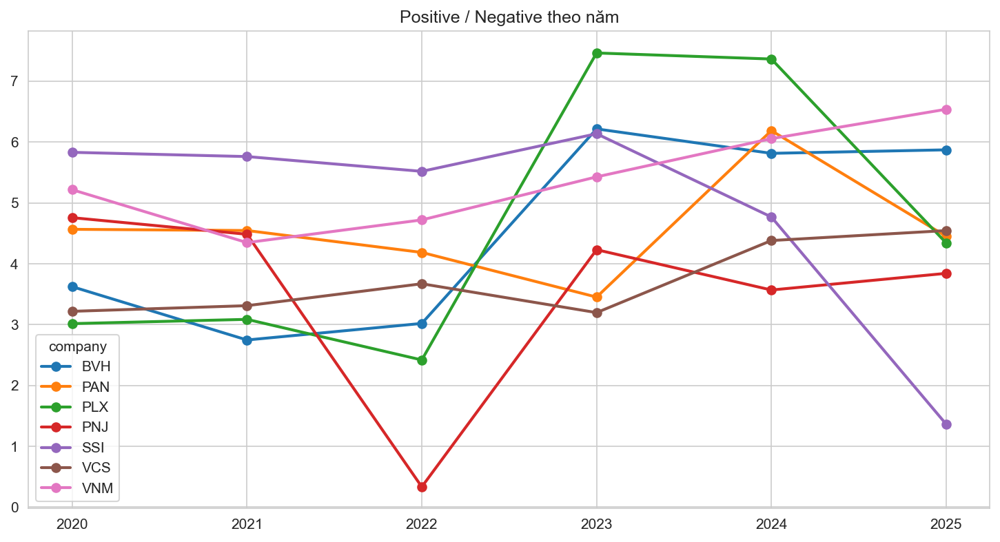 Positive / Negative theo năm
7
6
5
4
3
2
1
0
company
BVH
PAN
PLX
PNJ
SSI
VCS
VNM
2020 2021 2022 2023 2024 2025